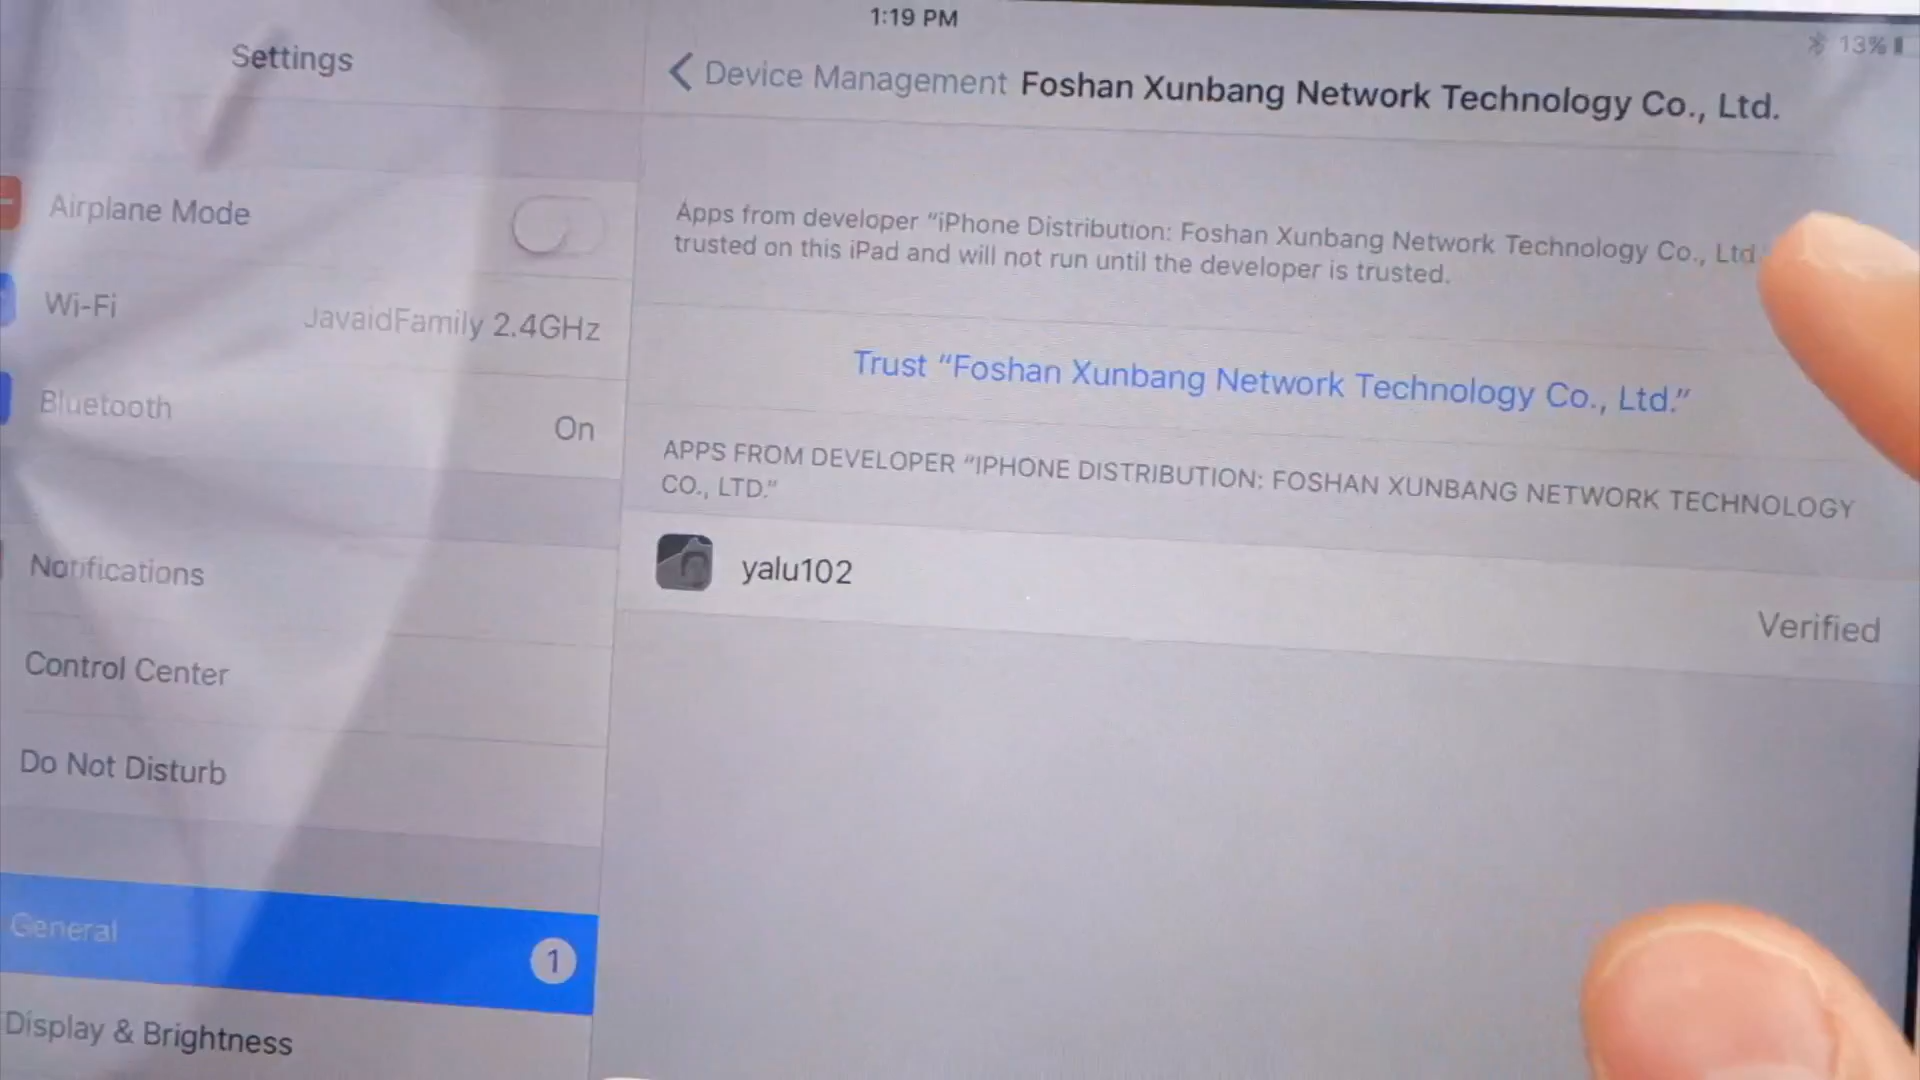 1:19 PM
13%
Settings
Device Management Foshan Xunbang Network Technology Co., Ltd.
Airplane Mode
Wi-Fi JavaidFamily 2.4GHz
Bluetooth On
Notifications
Control Center
Do Not Disturb
General 1
Display & Brightness
Apps from developer “iPhone Distribution: Foshan Xunbang Network Technology Co., Ltd.
trusted on this iPad and will not run until the developer is trusted.
Trust “Foshan Xunbang Network Technology Co., Ltd.”
APPS FROM DEVELOPER “IPHONE DISTRIBUTION: FOSHAN XUNBANG NETWORK TECHNOLOGY
CO., LTD.”
yalu102
Verified